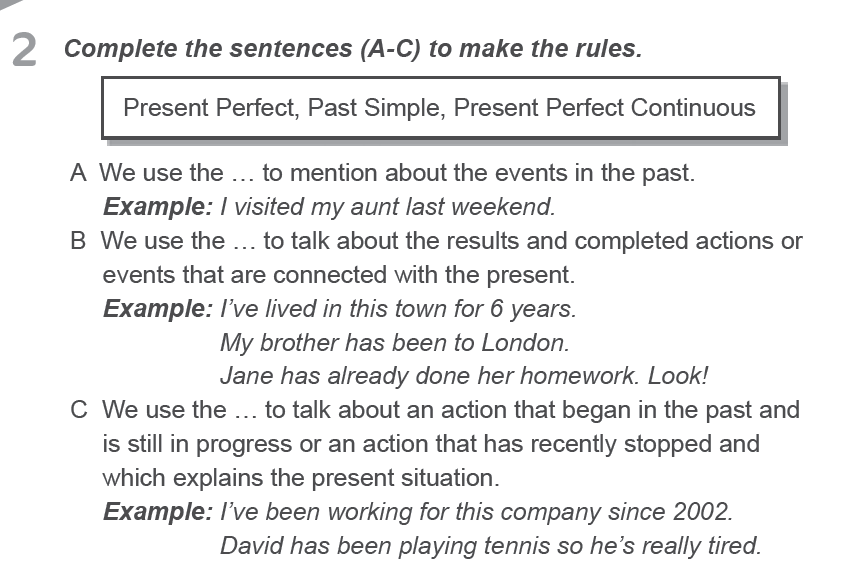 2 Complete the sentences (A-C) to make the rules.
Present Perfect, Past Simple, Present Perfect Continuous
A We use the … to mention about the events in the past.
Example: I visited my aunt last weekend.
B We use the … to talk about the results and completed actions or
events that are connected with the present.
Example: I’ve lived in this town for 6 years.
My brother has been to London.
Jane has already done her homework. Look!
C We use the … to talk about an action that began in the past and
is still in progress or an action that has recently stopped and
which explains the present situation.
Example: I’ve been working for this company since 2002.
David has been playing tennis so he’s really tired.